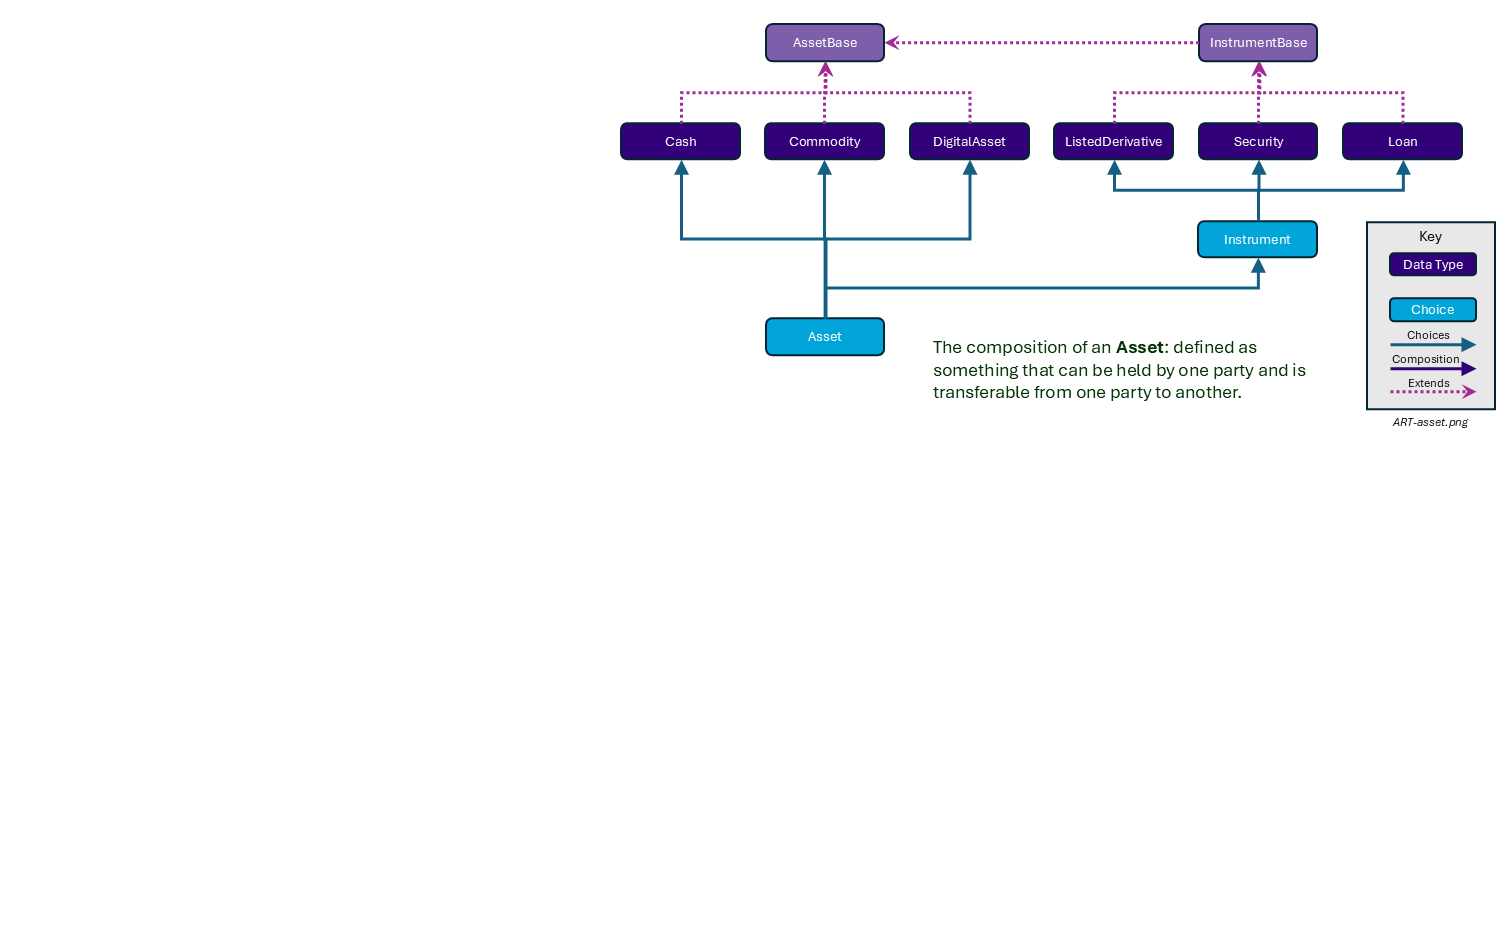 AssetBase
InstrumentBase
Cash
Commodity
DigitalAsset
ListedDerivative
Security
Loan
Instrument
Asset
The composition of an Asset: defined as
something that can be held by one party and is
transferable from one party to another.
Key
Data Type
Choice
Choices
Composition
Extends
ART-asset.png